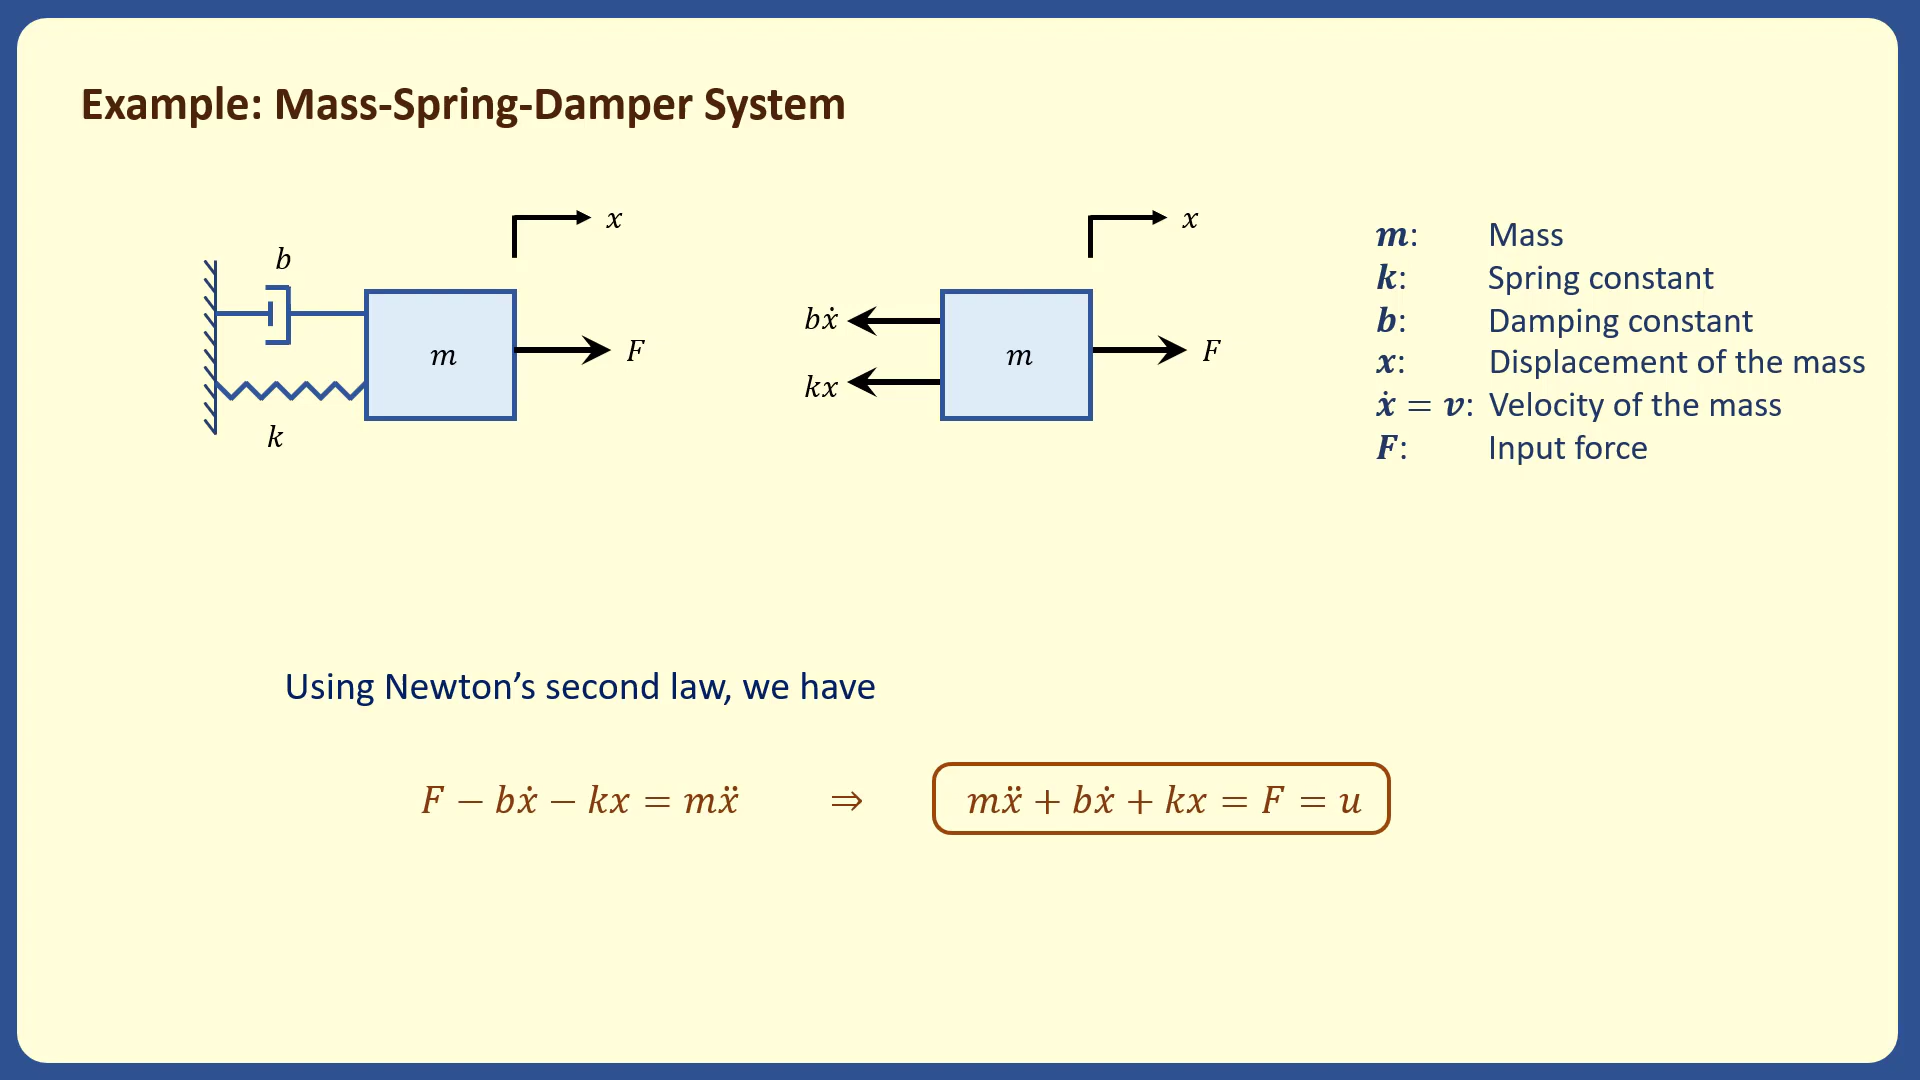 Example: Mass-Spring-Damper System
x
b
m
F
k
x
bẋ
kx
m
F
m: Mass
k: Spring constant
b: Damping constant
x: Displacement of the mass
ẋ = v: Velocity of the mass
F: Input force
Using Newton’s second law, we have
F − bẋ − kx = mẍ ⇒ mẍ + bẋ + kx = F = u